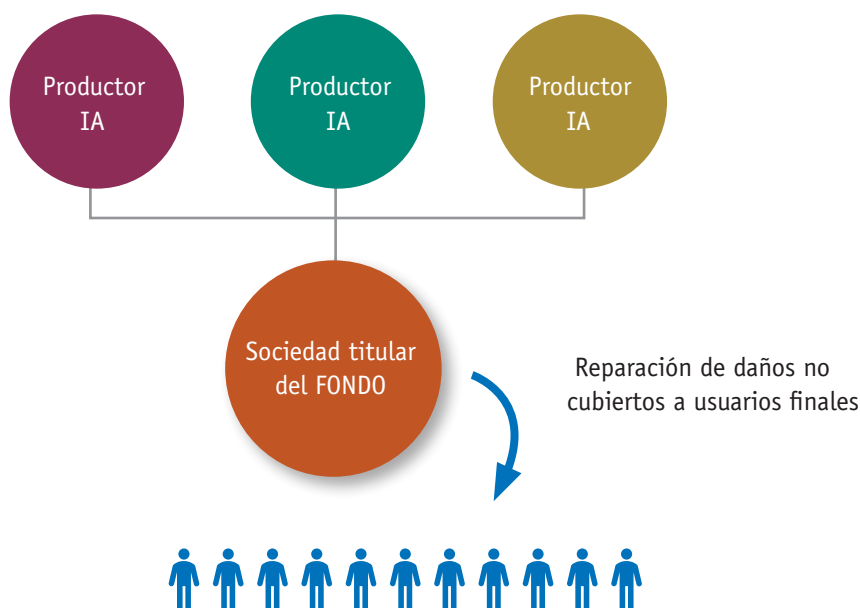 Productor
IA
Productor
IA
Productor
IA
Sociedad titular
del FONDO
Reparación de daños no
cubiertos a usuarios finales